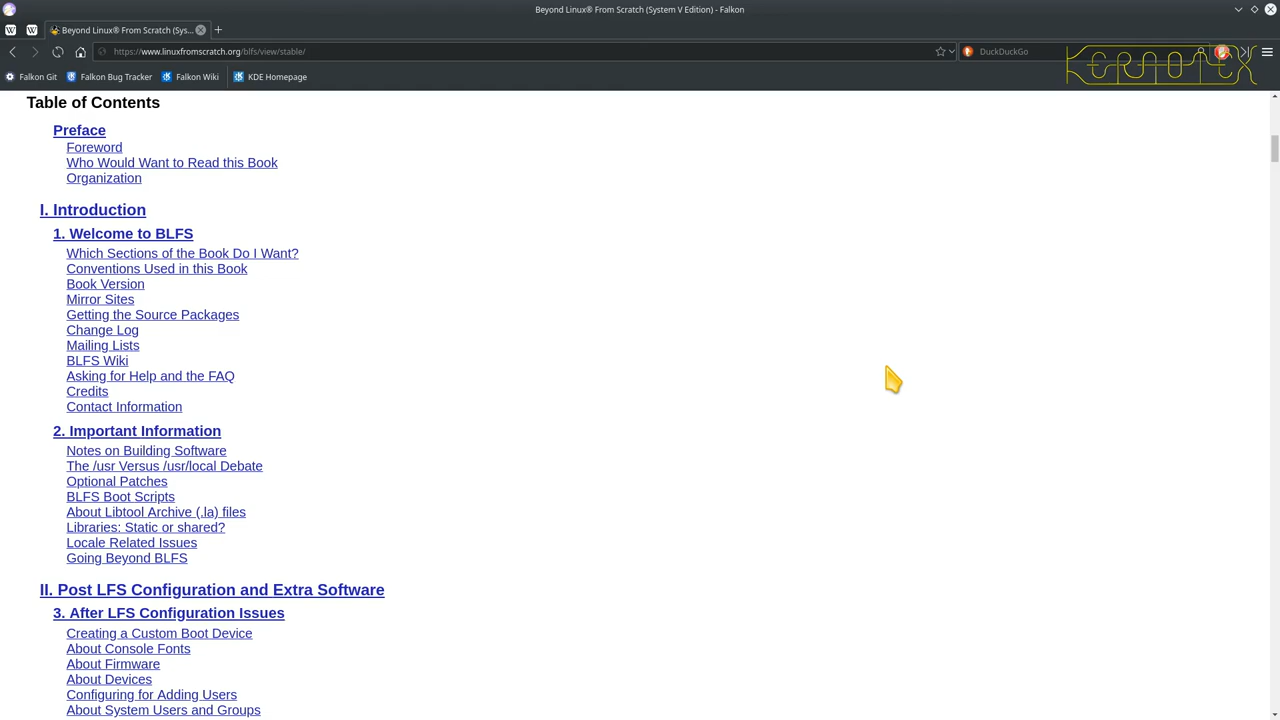 Beyond Linux® From Scratch (System V Edition) - Falkon
Beyond Linux® From Scratch (Sys...
https://www.linuxfromscratch.org/blfs/view/stable/
DuckDuckGo
Falkon Git
Falkon Bug Tracker
Falkon Wiki
KDE Homepage
Table of Contents
Preface
Foreword
Who Would Want to Read this Book
Organization
I. Introduction
1. Welcome to BLFS
Which Sections of the Book Do I Want?
Conventions Used in this Book
Book Version
Mirror Sites
Getting the Source Packages
Change Log
Mailing Lists
BLFS Wiki
Asking for Help and the FAQ
Credits
Contact Information
2. Important Information
Notes on Building Software
The /usr Versus /usr/local Debate
Optional Patches
BLFS Boot Scripts
About Libtool Archive (.la) files
Libraries: Static or shared?
Locale Related Issues
Going Beyond BLFS
II. Post LFS Configuration and Extra Software
3. After LFS Configuration Issues
Creating a Custom Boot Device
About Console Fonts
About Firmware
About Devices
Configuring for Adding Users
About System Users and Groups